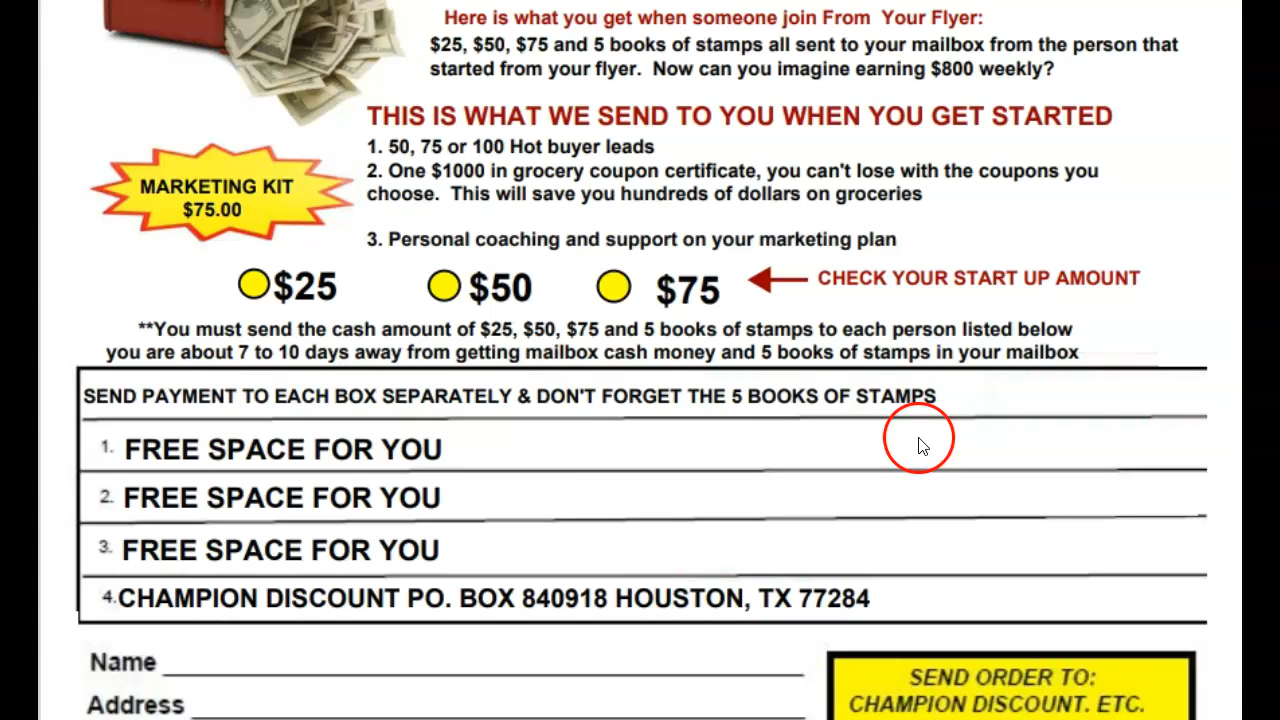 Here is what you get when someone join From Your Flyer:
$25, $50, $75 and 5 books of stamps all sent to your mailbox from the person that
started from your flyer. Now can you imagine earning $800 weekly?
THIS IS WHAT WE SEND TO YOU WHEN YOU GET STARTED
1. 50, 75 or 100 Hot buyer leads
2. One $1000 in grocery coupon certificate, you can't lose with the coupons you
choose. This will save you hundreds of dollars on groceries
MARKETING KIT
$75.00
3. Personal coaching and support on your marketing plan
$25 $50 $75 CHECK YOUR START UP AMOUNT
**You must send the cash amount of $25, $50, $75 and 5 books of stamps to each person listed below
you are about 7 to 10 days away from getting mailbox cash money and 5 books of stamps in your mailbox
SEND PAYMENT TO EACH BOX SEPARATELY & DON'T FORGET THE 5 BOOKS OF STAMPS
1. FREE SPACE FOR YOU
2. FREE SPACE FOR YOU
3. FREE SPACE FOR YOU
4. CHAMPION DISCOUNT PO. BOX 840918 HOUSTON, TX 77284
Name
Address
SEND ORDER TO:
CHAMPION DISCOUNT. ETC.